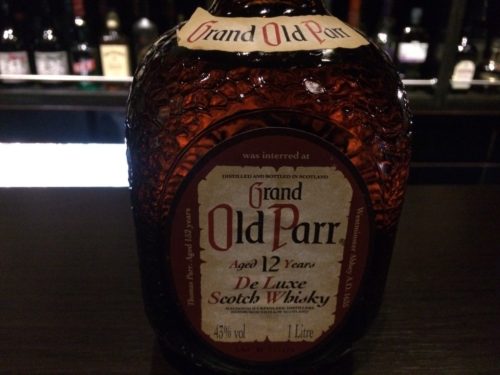 Grand Old Parr
was interred at
DISTILLED AND BOTTLED IN SCOTLAND
Grand
Old Parr®
Aged 12 Years
De Luxe
Scotch Whisky
43% vol 1 Litre
Thomas Parr. Aged 152 years
Westminster Abbey A.D.